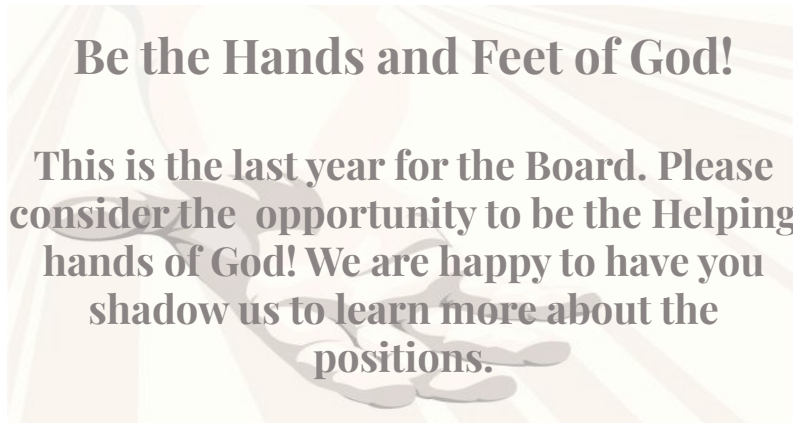 Be the Hands and Feet of God!
This is the last year for the Board. Please
consider the  opportunity to be the Helping
hands of God! We are happy to have you
shadow us to learn more about the
positions.